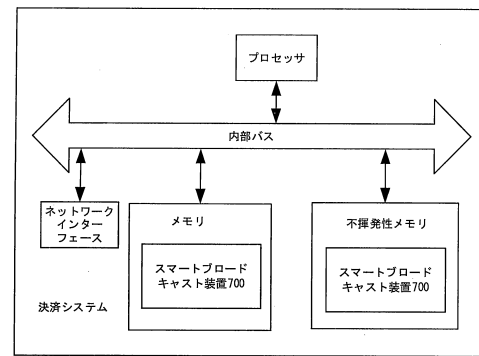 プロセッサ
内部バス
ネットワーク
インター
フェース
メモリ
スマートブロード
キャスト装置700
不揮発性メモリ
スマートブロード
キャスト装置700
決済システム